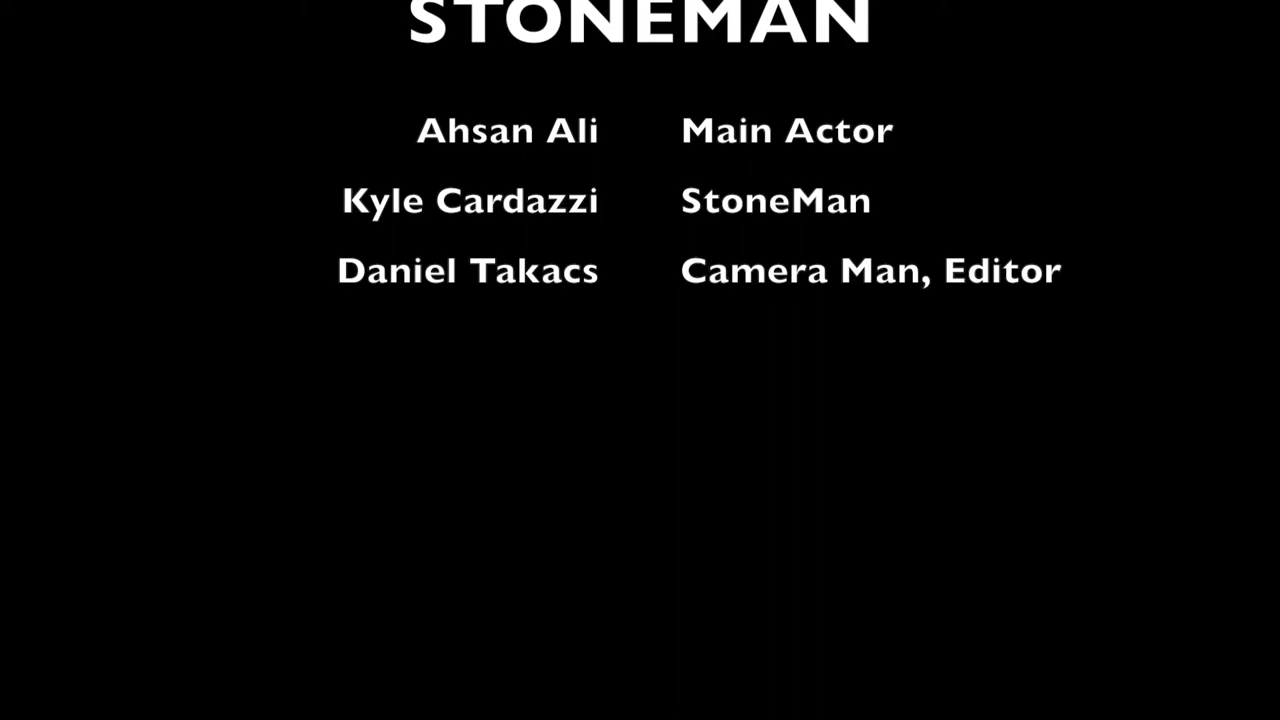 STONEMAN
Ahsan Ali Main Actor
Kyle Cardazzi StoneMan
Daniel Takacs Camera Man, Editor